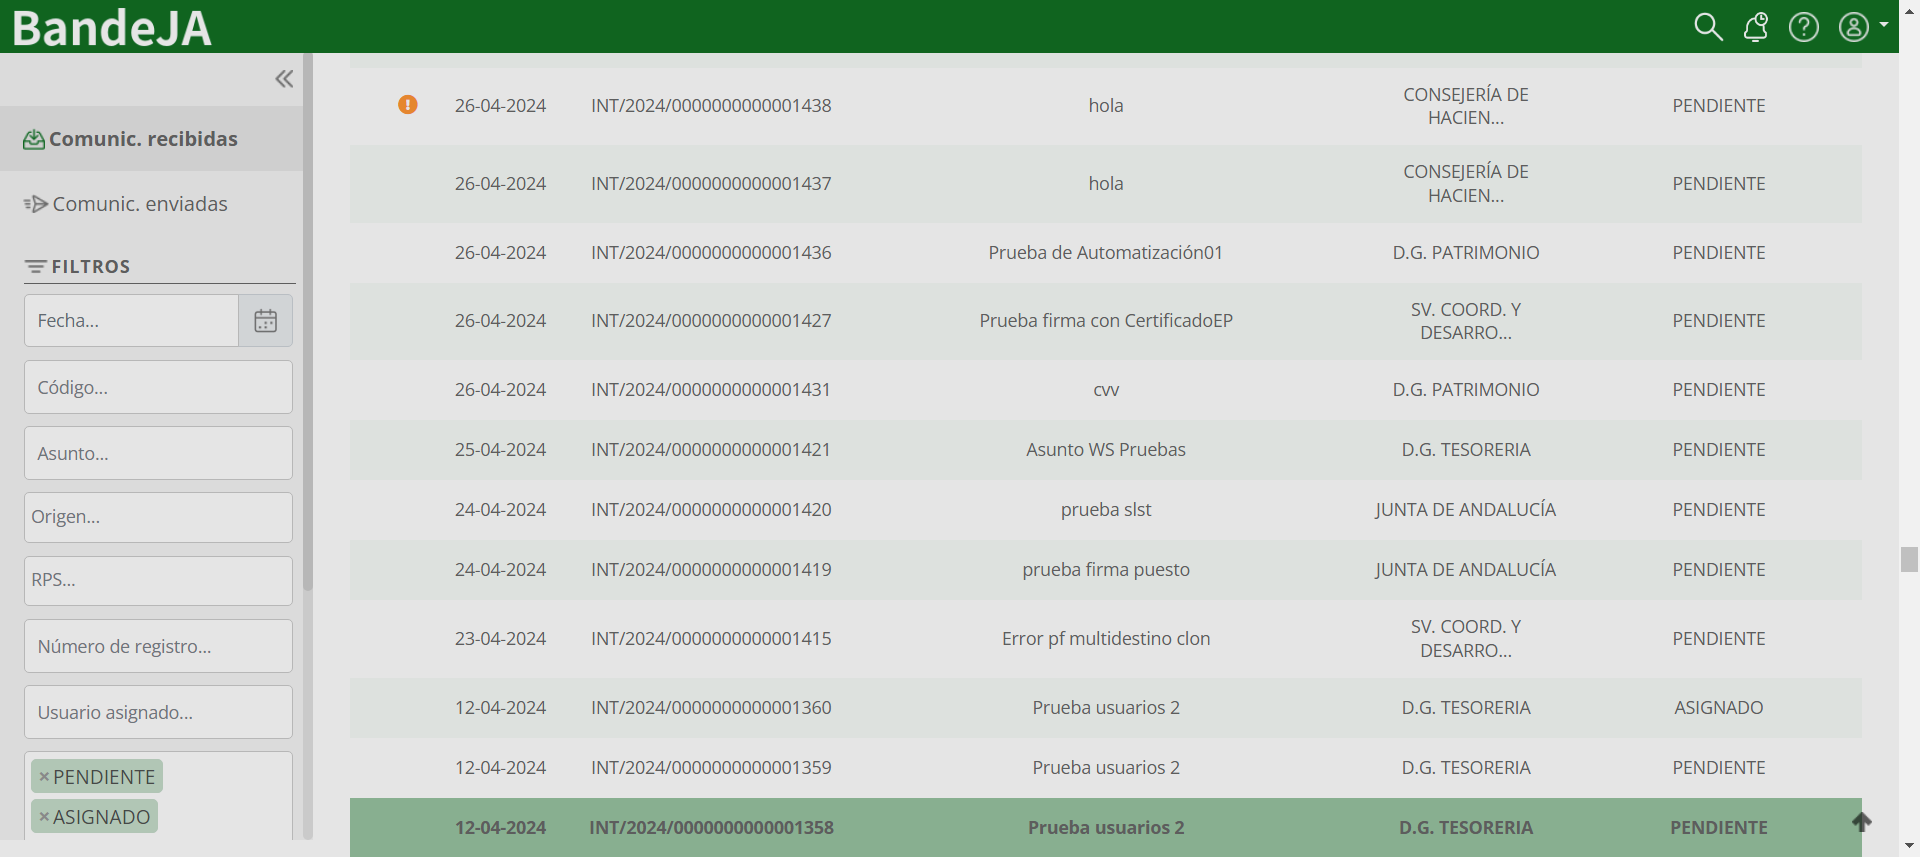 BandeJA
Comunic. recibidas
Comunic. enviadas
FILTROS
Fecha...
Código...
Asunto...
Origen...
RPS...
Número de registro...
Usuario asignado...
× PENDIENTE
× ASIGNADO
26-04-2024 INT/2024/0000000000001438 hola CONSEJERÍA DE HACIEN... PENDIENTE
26-04-2024 INT/2024/0000000000001437 hola CONSEJERÍA DE HACIEN... PENDIENTE
26-04-2024 INT/2024/0000000000001436 Prueba de Automatización01 D.G. PATRIMONIO PENDIENTE
26-04-2024 INT/2024/0000000000001427 Prueba firma con CertificadoEP SV. COORD. Y DESARRO... PENDIENTE
26-04-2024 INT/2024/0000000000001431 cvv D.G. PATRIMONIO PENDIENTE
25-04-2024 INT/2024/0000000000001421 Asunto WS Pruebas D.G. TESORERIA PENDIENTE
24-04-2024 INT/2024/0000000000001420 prueba slst JUNTA DE ANDALUCÍA PENDIENTE
24-04-2024 INT/2024/0000000000001419 prueba firma puesto JUNTA DE ANDALUCÍA PENDIENTE
23-04-2024 INT/2024/0000000000001415 Error pf multidestino clon SV. COORD. Y DESARRO... PENDIENTE
12-04-2024 INT/2024/0000000000001360 Prueba usuarios 2 D.G. TESORERIA ASIGNADO
12-04-2024 INT/2024/0000000000001359 Prueba usuarios 2 D.G. TESORERIA PENDIENTE
12-04-2024 INT/2024/0000000000001358 Prueba usuarios 2 D.G. TESORERIA PENDIENTE